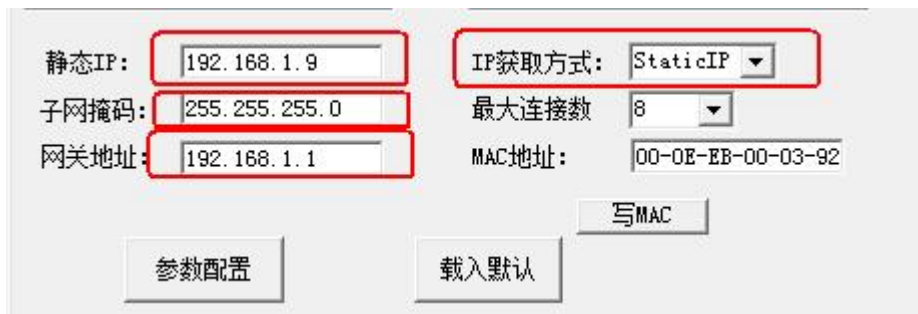 静态IP: 192.168.1.9 IP获取方式: StaticIP
子网掩码: 255.255.255.0 最大连接数 8
网关地址: 192.168.1.1 MAC地址: 00-0E-EB-00-03-92
写MAC
参数配置 载入默认